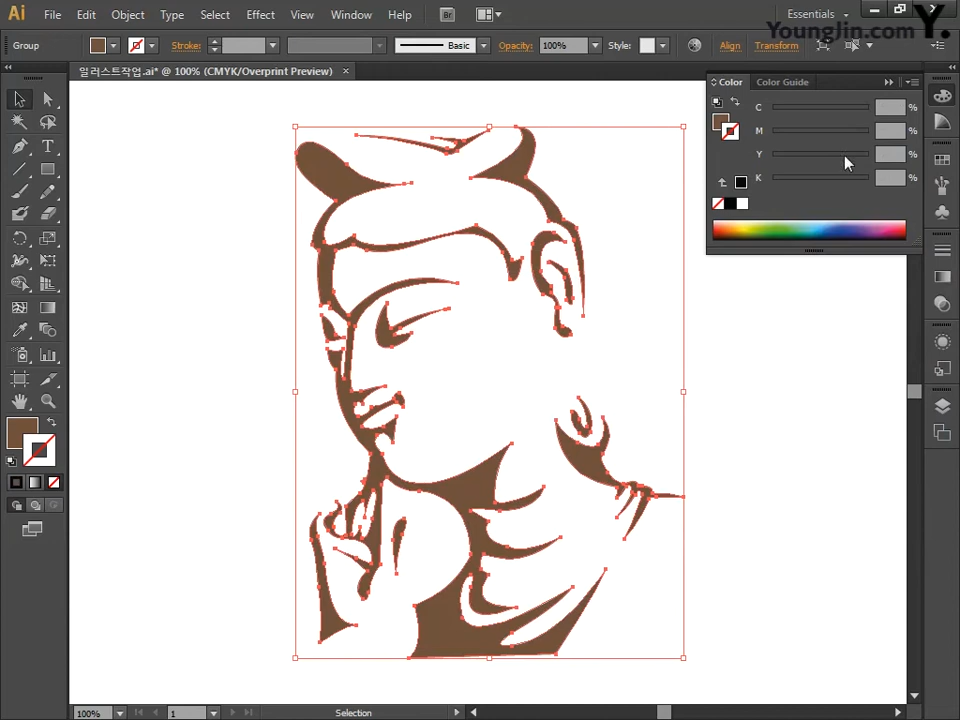 Ai File Edit Object Type Select Effect View Window Help Br Essentials
YoungJin.com Y.
Group Stroke: Basic Opacity: 100% Style: Align Transform
일러스트작업.ai* @ 100% (CMYK/Overprint Preview) ×
Color Color Guide
C %
M %
Y %
K %
T
100% 1 Selection